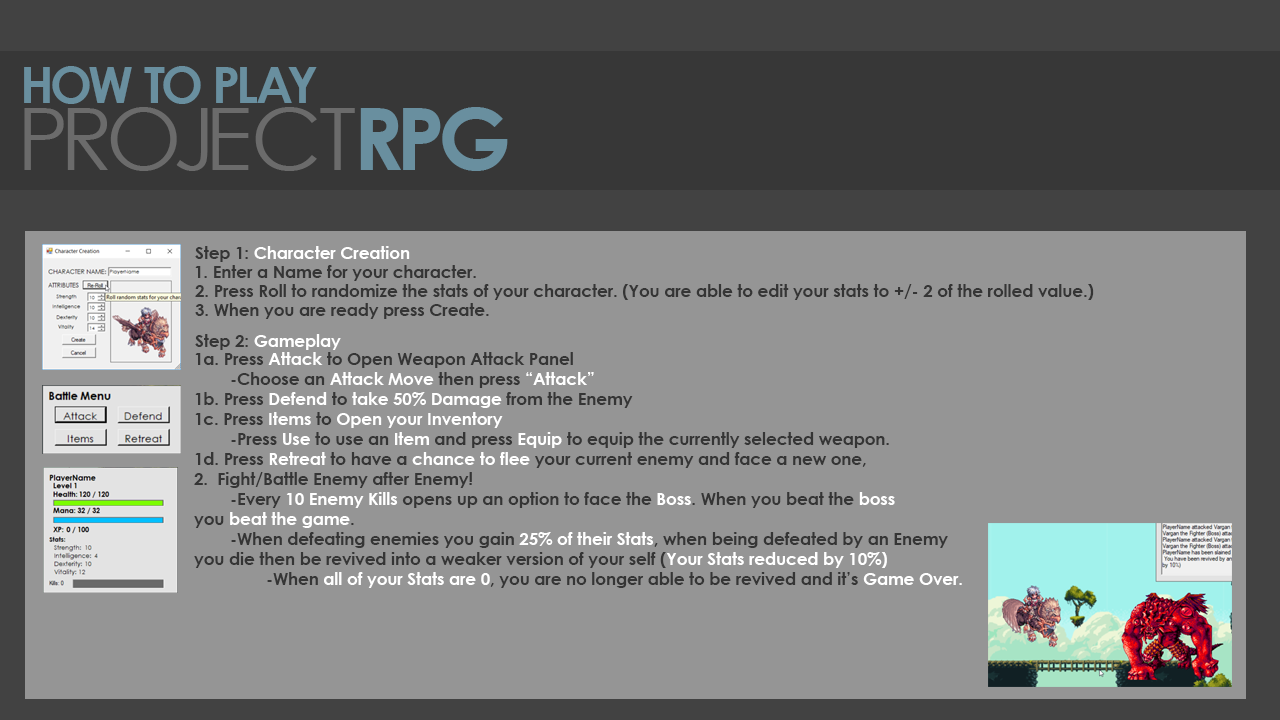 HOW TO PLAY
PROJECTRPG
Character Creation
CHARACTER NAME: PlayerName
ATTRIBUTES Re-Roll
Roll random stats for your char
Strength 10
Intelligence 10
Dexterity 10
Vitality 14
Create
Cancel
Battle Menu
Attack Defend
Items Retreat
PlayerName
Level 1
Health: 120 / 120
Mana: 32 / 32
XP: 0 / 100
Stats:
Strength: 10
Intelligence: 4
Dexterity: 10
Vitality: 12
Kills: 0
Step 1: Character Creation
1. Enter a Name for your character.
2. Press Roll to randomize the stats of your character. (You are able to edit your stats to +/- 2 of the rolled value.)
3. When you are ready press Create.
Step 2: Gameplay
1a. Press Attack to Open Weapon Attack Panel
-Choose an Attack Move then press “Attack”
1b. Press Defend to take 50% Damage from the Enemy
1c. Press Items to Open your Inventory
-Press Use to use an Item and press Equip to equip the currently selected weapon.
1d. Press Retreat to have a chance to flee your current enemy and face a new one,
2. Fight/Battle Enemy after Enemy!
-Every 10 Enemy Kills opens up an option to face the Boss. When you beat the boss
you beat the game.
-When defeating enemies you gain 25% of their Stats, when being defeated by an Enemy
you die then be revived into a weaker version of your self (Your Stats reduced by 10%)
-When all of your Stats are 0, you are no longer able to be revived and it’s Game Over.
PlayerName attacked Vargan
Vargan the Fighter (Boss) atta
PlayerName attacked Vargan
Vargan the Fighter (Boss) atta
PlayerName has been slained
You have been revived by an
by 10%)